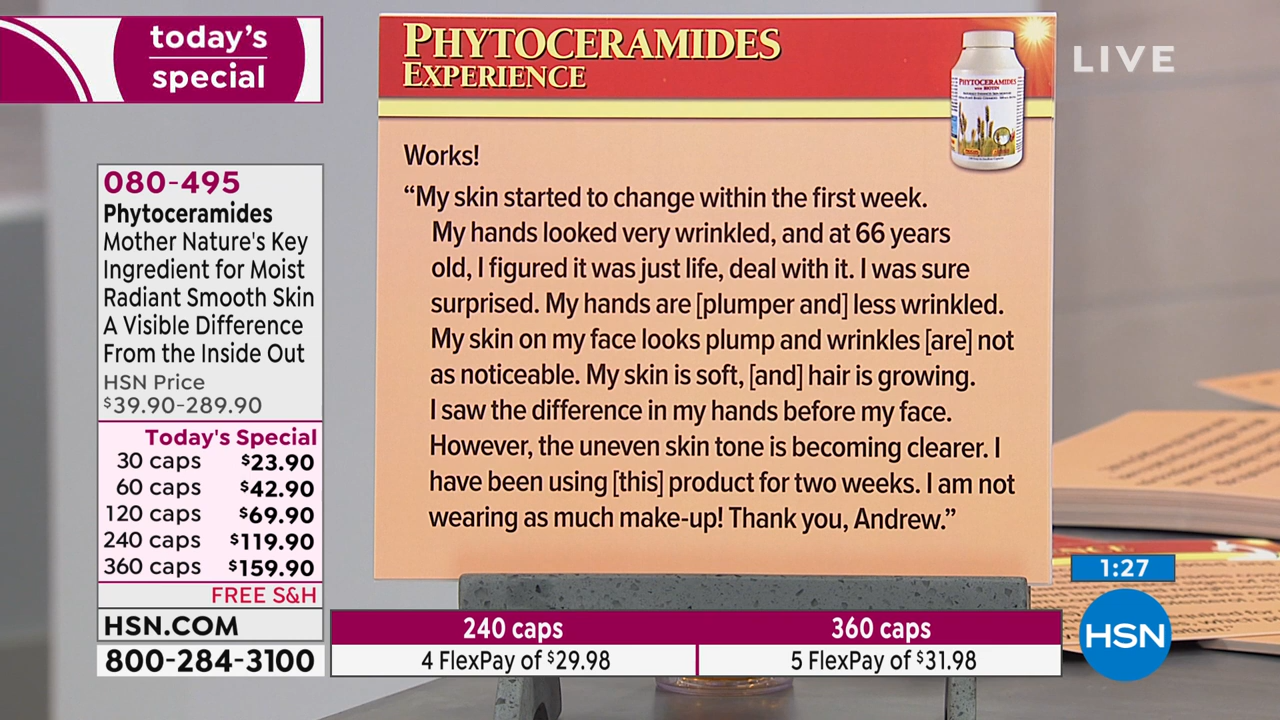 today's
special
PHYTOCERAMIDES
EXPERIENCE
LIVE
PHYTOCERAMIDES
WITH BIOTIN
Works!
“My skin started to change within the first week.
My hands looked very wrinkled, and at 66 years
old, I figured it was just life, deal with it. I was sure
surprised. My hands are [plumper and] less wrinkled.
My skin on my face looks plump and wrinkles [are] not
as noticeable. My skin is soft, [and] hair is growing.
I saw the difference in my hands before my face.
However, the uneven skin tone is becoming clearer. I
have been using [this] product for two weeks. I am not
wearing as much make-up! Thank you, Andrew.”
080-495
Phytoceramides
Mother Nature's Key
Ingredient for Moist
Radiant Smooth Skin
A Visible Difference
From the Inside Out
HSN Price
$39.90-289.90
Today's Special
30 caps $23.90
60 caps $42.90
120 caps $69.90
240 caps $119.90
360 caps $159.90
FREE S&H
HSN.COM
800-284-3100
240 caps
4 FlexPay of $29.98
360 caps
5 FlexPay of $31.98
1:27
HSN